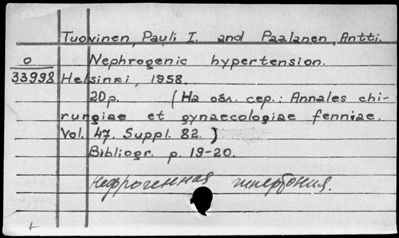 Tuovinen, Pauli I. and Paalanen, Antti.
O Nephrogenic hypertension.
33998 Helsinki, 1958.
20p. (На обл. сер.: Annales chi-
rurgiae et gynaecologiae fenniae.
Vol. 47. Suppl. 82.)
Bibliogr. p. 19-20.
нефрогенная гипертония.